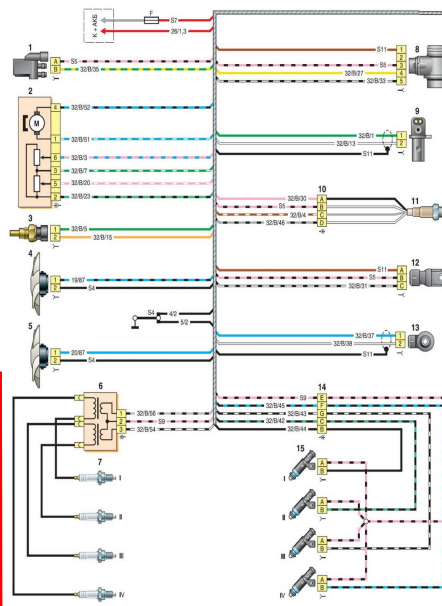 К + АКБ
F
S7
26/1,3
1
A
B
S5
32/B/35
2
M
4
1
6
3
5
2
32/B/52
32/B/51
32/B/3
32/B/7
32/B/20
32/B/23
3
1
2
32/B/5
32/B/15
4
1
2
19/87
S4
5
1
2
20/87
S4
S4
4/2
5/2
6
C
C
C
C
1
2
3
32/B/56
S9
32/B/54
7
I
II
III
IV
8
1
2
3
4
5
S11
S5
32/B/27
32/B/33
9
1
2
32/B/1
32/B/13
S11
10
A
B
C
D
32/B/30
S5
32/B/4
32/B/46
11
12
A
B
C
S11
S5
32/B/31
13
1
2
32/B/37
32/B/38
S11
14
E
F
G
C
B
S9
32/B/45
32/B/43
32/B/42
32/B/44
15
I
A
B
II
A
B
III
A
B
IV
A
B